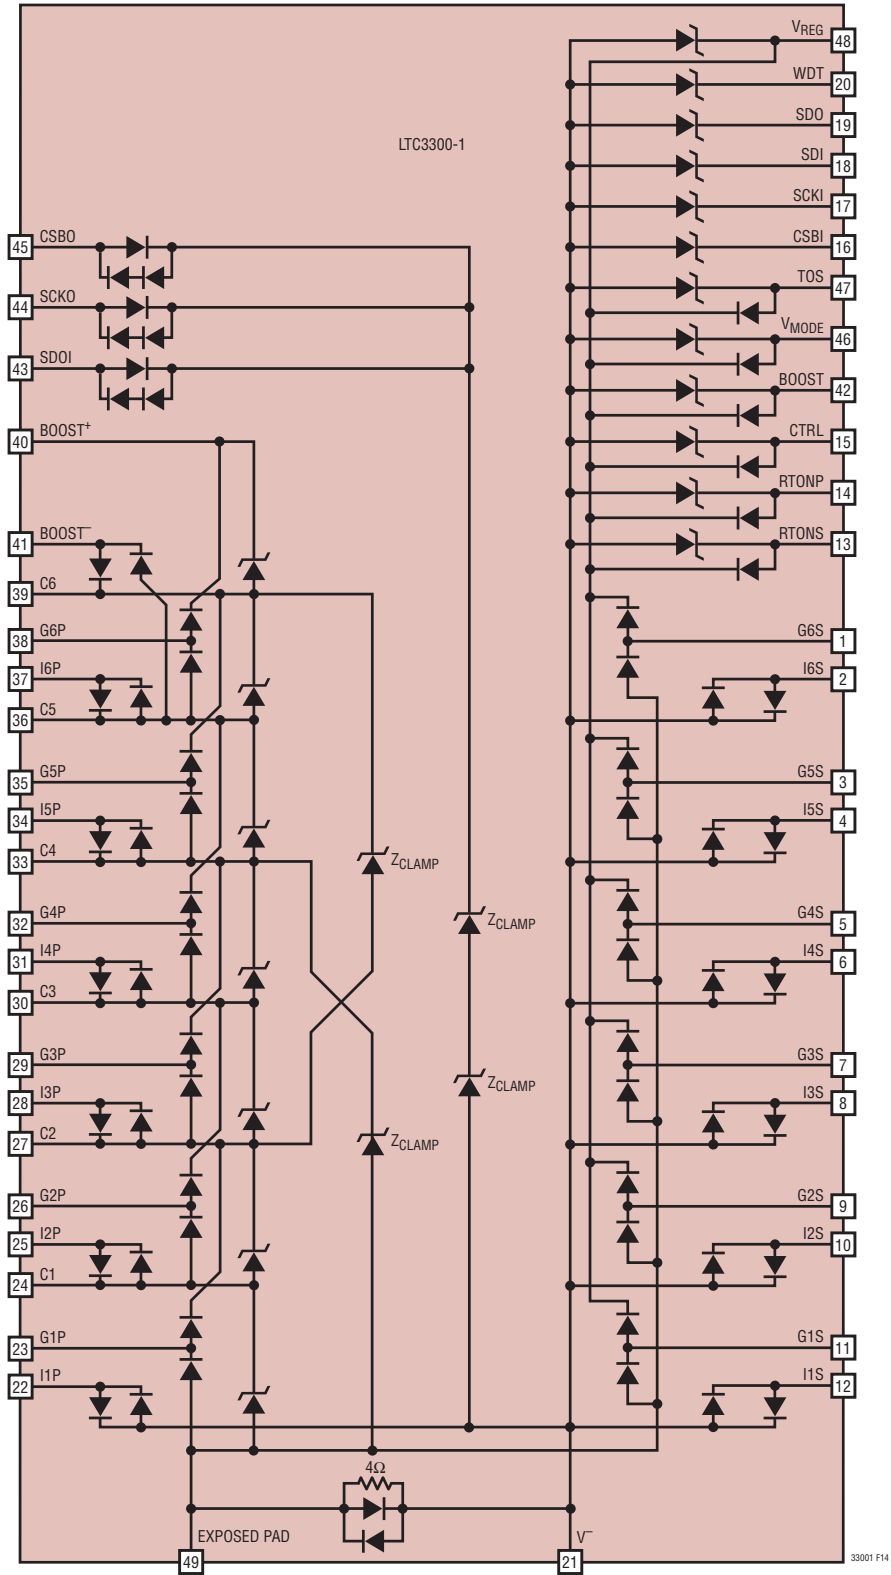 VREG
48
WDT
20
SDO
19
LTC3300-1
SDI
18
SCKI
17
CSBO
45
CSBI
16
TOS
47
SCKO
44
VMODE
46
SDOI
43
BOOST
42
BOOST+
40
CTRL
15
RTONP
14
BOOST–
41
RTONS
13
C6
39
G6P
38
G6S
1
I6P
37
I6S
2
C5
36
G5P
35
G5S
3
I5P
34
I5S
4
C4
33
ZCLAMP
G4P
32
ZCLAMP
G4S
5
I4P
31
I4S
6
C3
30
G3P
29
G3S
7
ZCLAMP
I3P
28
I3S
8
C2
27
ZCLAMP
G2P
26
G2S
9
I2P
25
I2S
10
C1
24
G1P
23
G1S
11
I1P
22
I1S
12
4Ω
EXPOSED PAD
V–
49
21
33001 F14